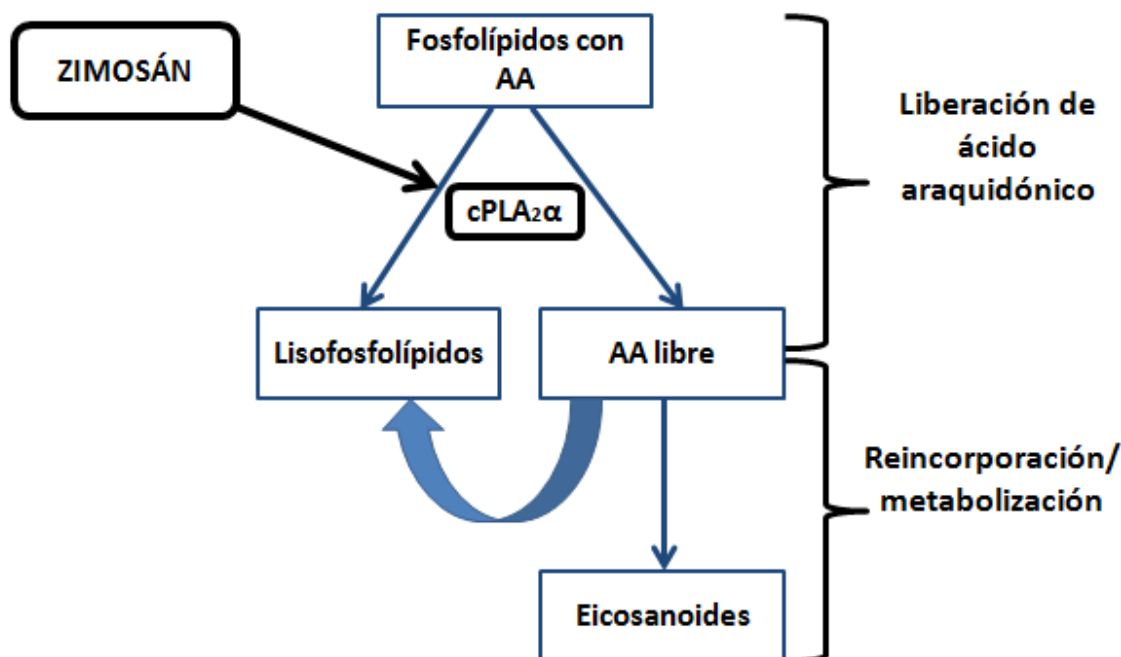 Fosfolípidos con
AA
ZIMOSÁN
Liberación de
ácido
araquidónico
cPLA₂α
Lisofosfolípidos
AA libre
Reincorporación/
metabolización
Eicosanoides